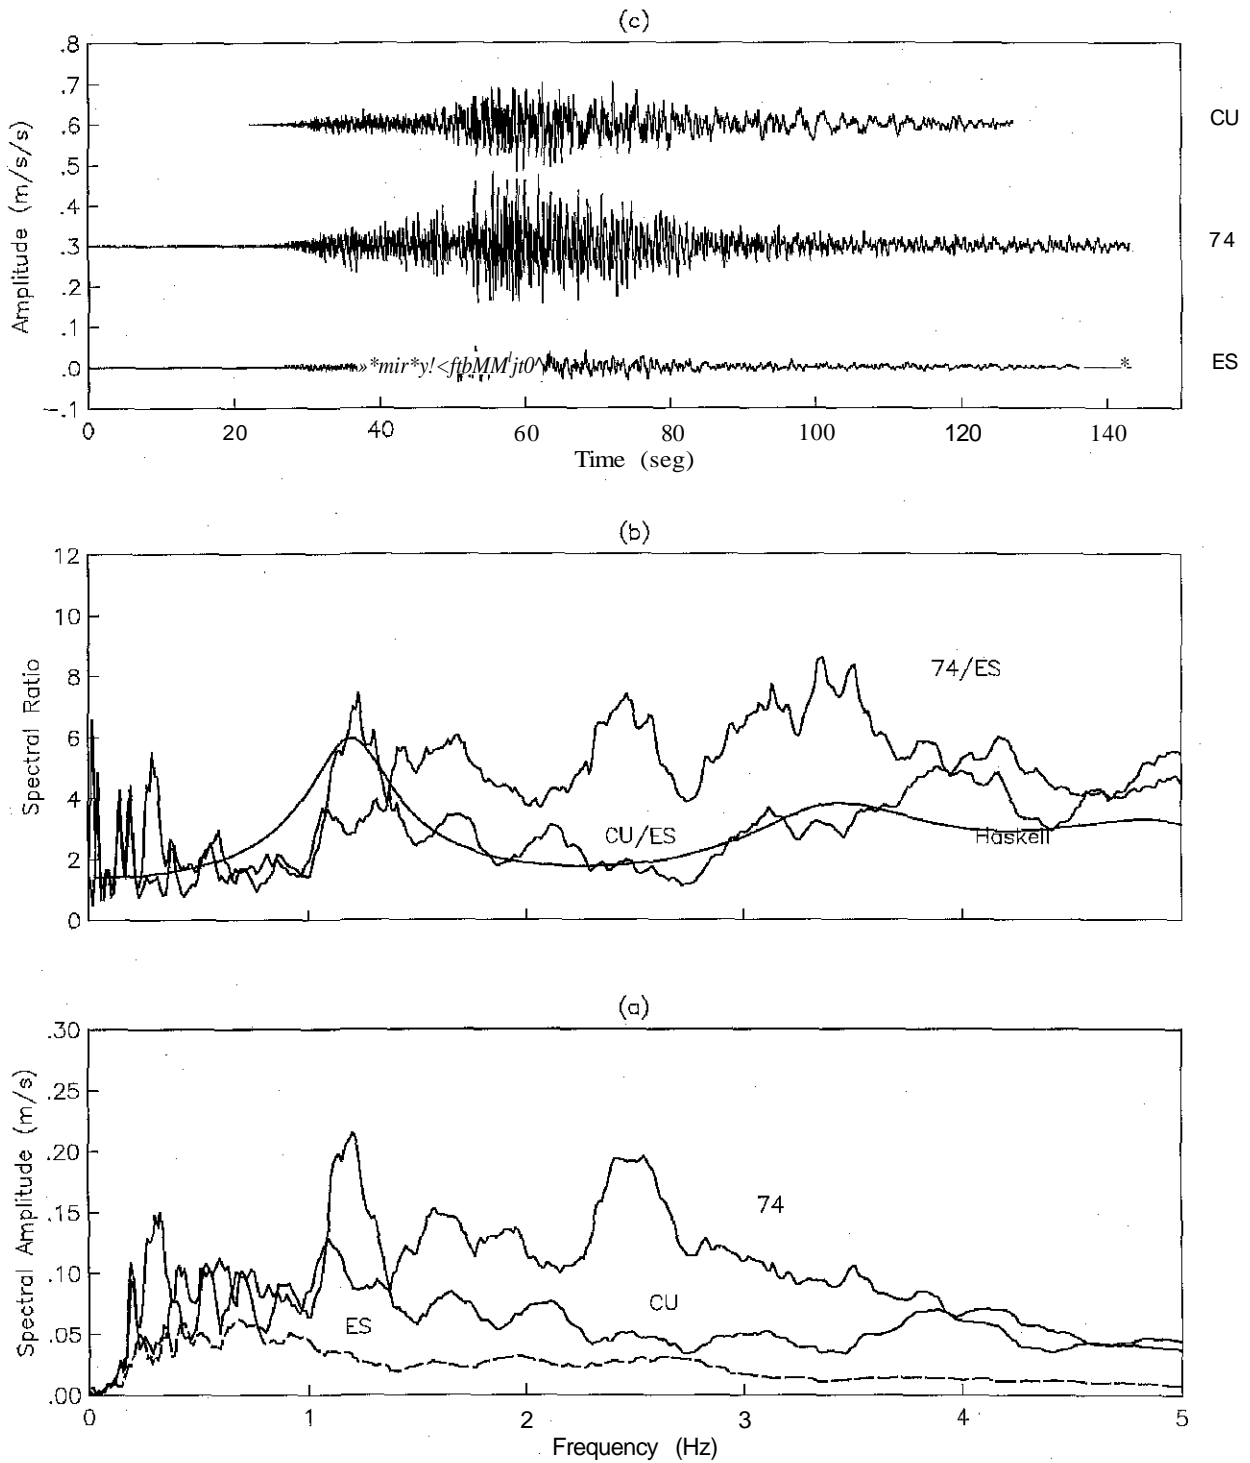 (c)
.8
.7
.6
.5
.4
.3
.2
.1
.0
-.1
Amplitude (m/s/s)
CU
74
ES
»*mir*y!<ftbMM jt0^
*
0 20 40 60 80 100 120 140
Time (seg)
(b)
12
10
8
6
4
2
0
Spectral Ratio
74/ES
CU/ES
Haskell
(a)
.30
.25
.20
.15
.10
.05
.00
Spectral Amplitude (m/s)
74
CU
ES
0 1 2 3 4 5
Frequency (Hz)